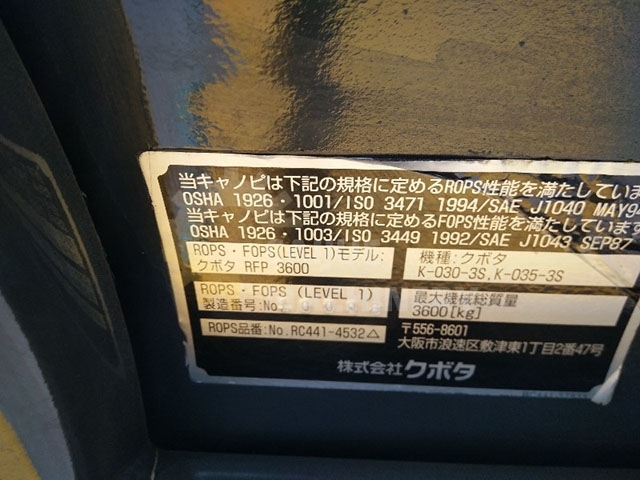 当キャノピは下記の規格に定めるROPS性能を満たしていま
OSHA 1926・1001/ISO 3471 1994/SAE J1040 MAY94
当キャノピは下記の規格に定めるFOPS性能を満たしています
OSHA 1926・1003/ISO 3449 1992/SAE J1043 SEP87
ROPS・FOPS(LEVEL 1)モデル:
クボタ RFP 3600
機種:クボタ
K-030-3S,K-035-3S
ROPS・FOPS (LEVEL 1)
製造番号:No.
最大機械総質量
3600[kg]
ROPS品番:No.RC441-4532△
〒556-8601
大阪市浪速区敷津東1丁目2番47号
株式会社クボタ